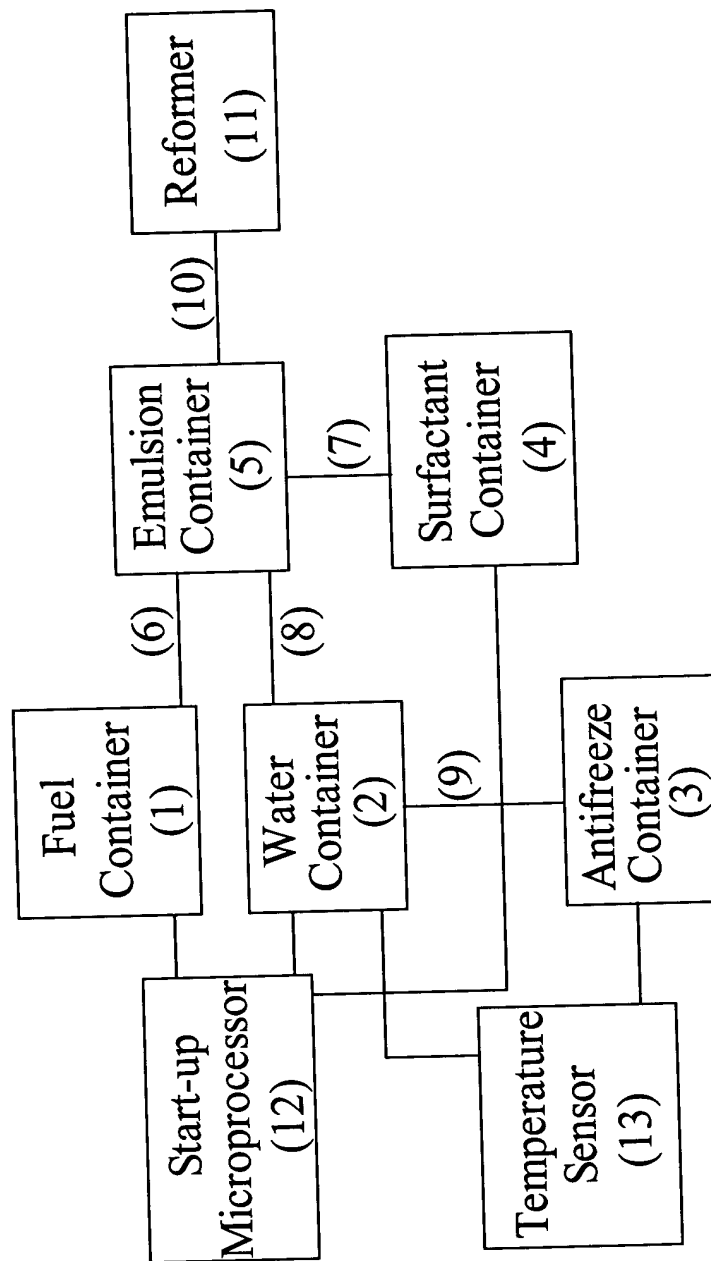 Fuel
Container
(1)
(6)
Emulsion
Container
(5)
(10)
Reformer
(11)
Start-up
Microprocessor
(12)
Water
Container
(2)
(8)
(7)
(9)
Surfactant
Container
(4)
Temperature
Sensor
(13)
Antifreeze
Container
(3)